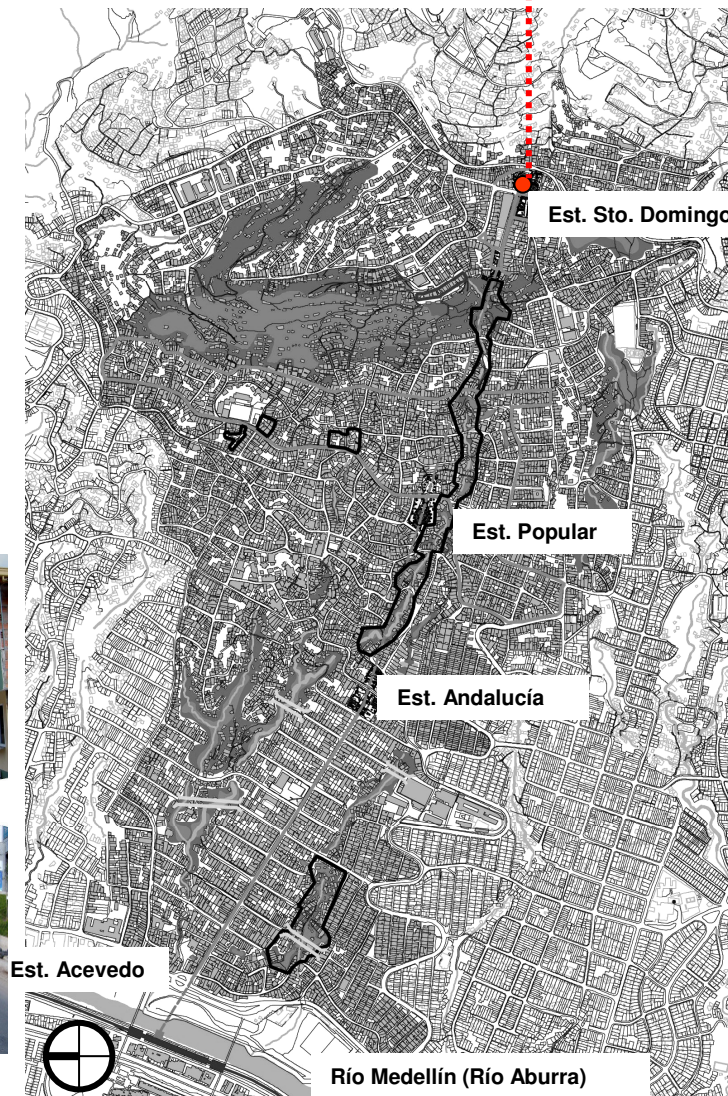 Est. Sto. Domingo
Est. Popular
Est. Andalucía
Est. Acevedo
Río Medellín (Río Aburra)